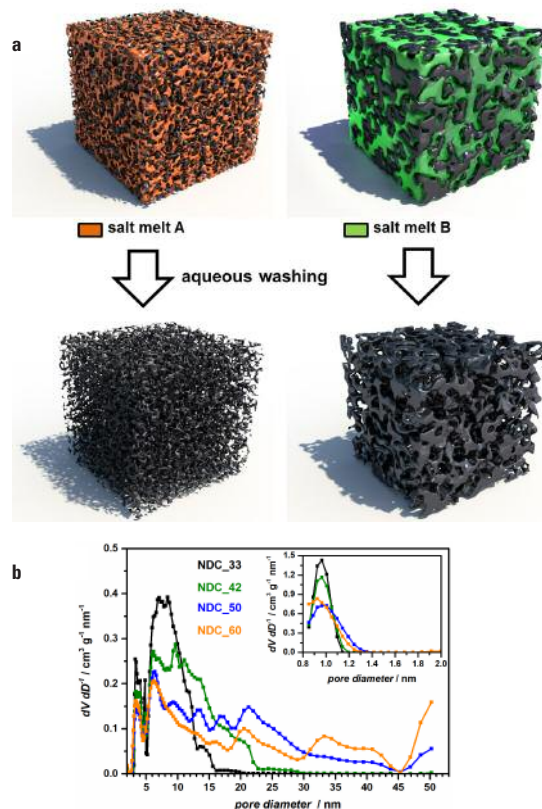 a
salt melt A
salt melt B
aqueous washing
b
NDC_33
NDC_42
NDC_50
NDC_60
dV dD⁻¹ / cm³ g⁻¹ nm⁻¹
0.5
0.4
0.3
0.2
0.1
0.0
5 10 15 20 25 30 35 40 45 50
pore diameter / nm
dV dD⁻¹ / cm³ g⁻¹ nm⁻¹
1.5
1.2
0.9
0.6
0.3
0.0
0.8 1.0 1.2 1.4 1.6 1.8 2.0
pore diameter / nm